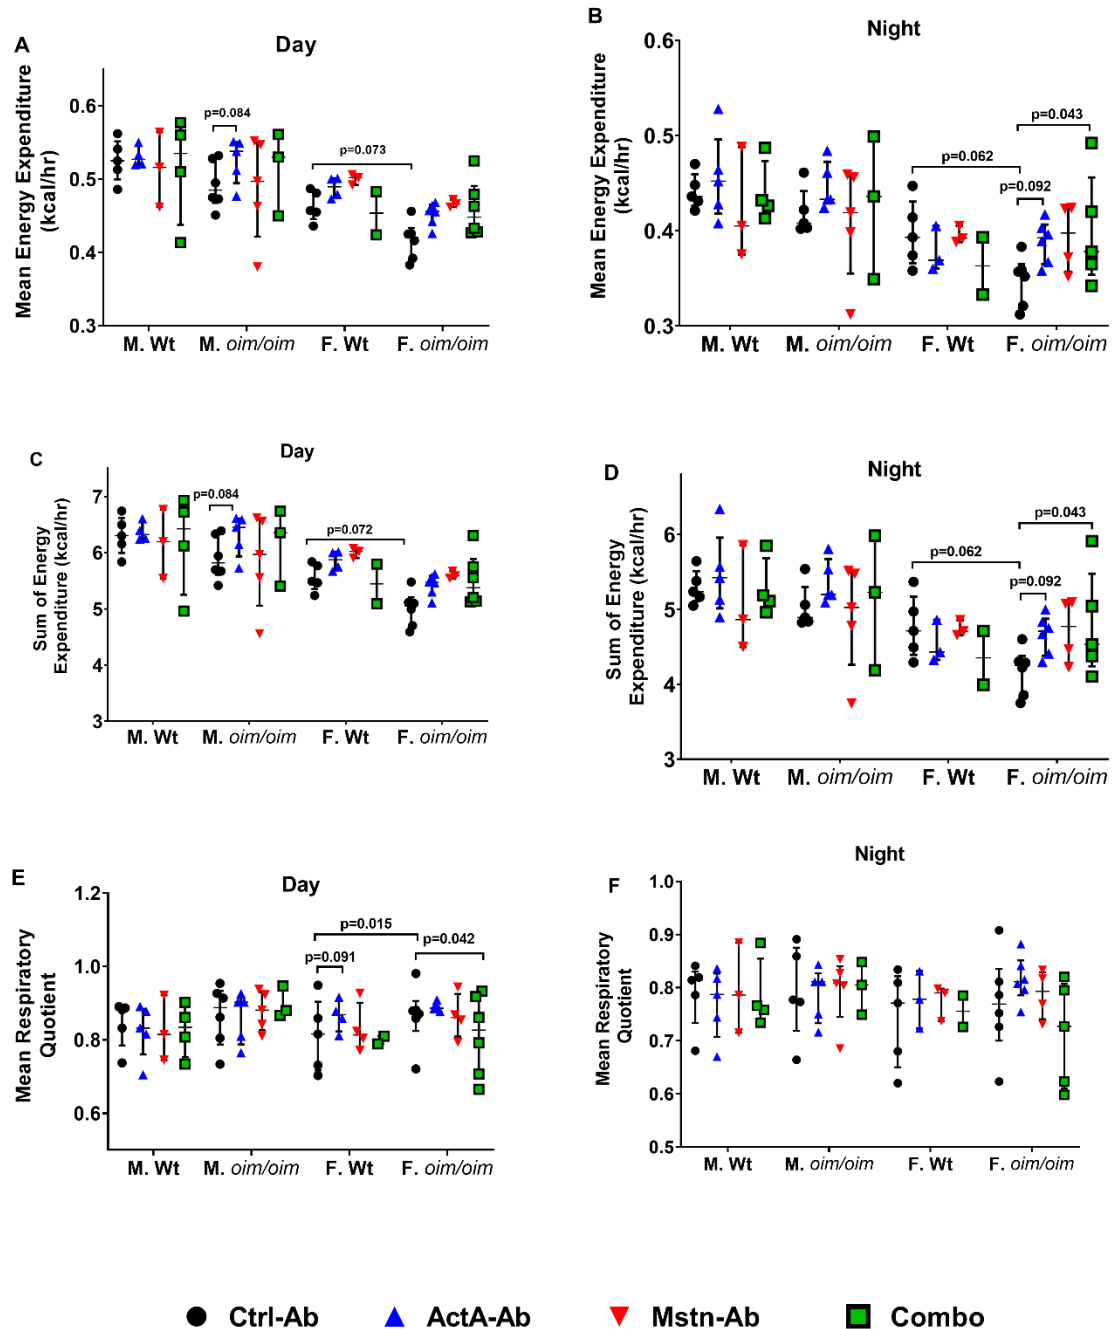 A
Day
Mean Energy Expenditure
(kcal/hr)
0.6
0.5
0.4
0.3
p=0.084
p=0.073
M. Wt
M. oim/oim
F. Wt
F. oim/oim
B
Night
Mean Energy Expenditure
(kcal/hr)
0.6
0.5
0.4
0.3
p=0.043
p=0.062
p=0.092
M. Wt
M. oim/oim
F. Wt
F. oim/oim
C
Day
Sum of Energy
Expenditure (kcal/hr)
7
6
5
4
3
p=0.084
p=0.072
M. Wt
M. oim/oim
F. Wt
F. oim/oim
D
Night
Sum of Energy
Expenditure (kcal/hr)
6
5
4
3
p=0.043
p=0.062
p=0.092
M. Wt
M. oim/oim
F. Wt
F. oim/oim
E
Day
Mean Respiratory
Quotient
1.2
1.0
0.8
0.6
p=0.015
p=0.042
p=0.091
M. Wt
M. oim/oim
F. Wt
F. oim/oim
F
Night
Mean Respiratory
Quotient
1.0
0.9
0.8
0.7
0.6
0.5
M. Wt
M. oim/oim
F. Wt
F. oim/oim
Ctrl-Ab
ActA-Ab
Mstn-Ab
Combo